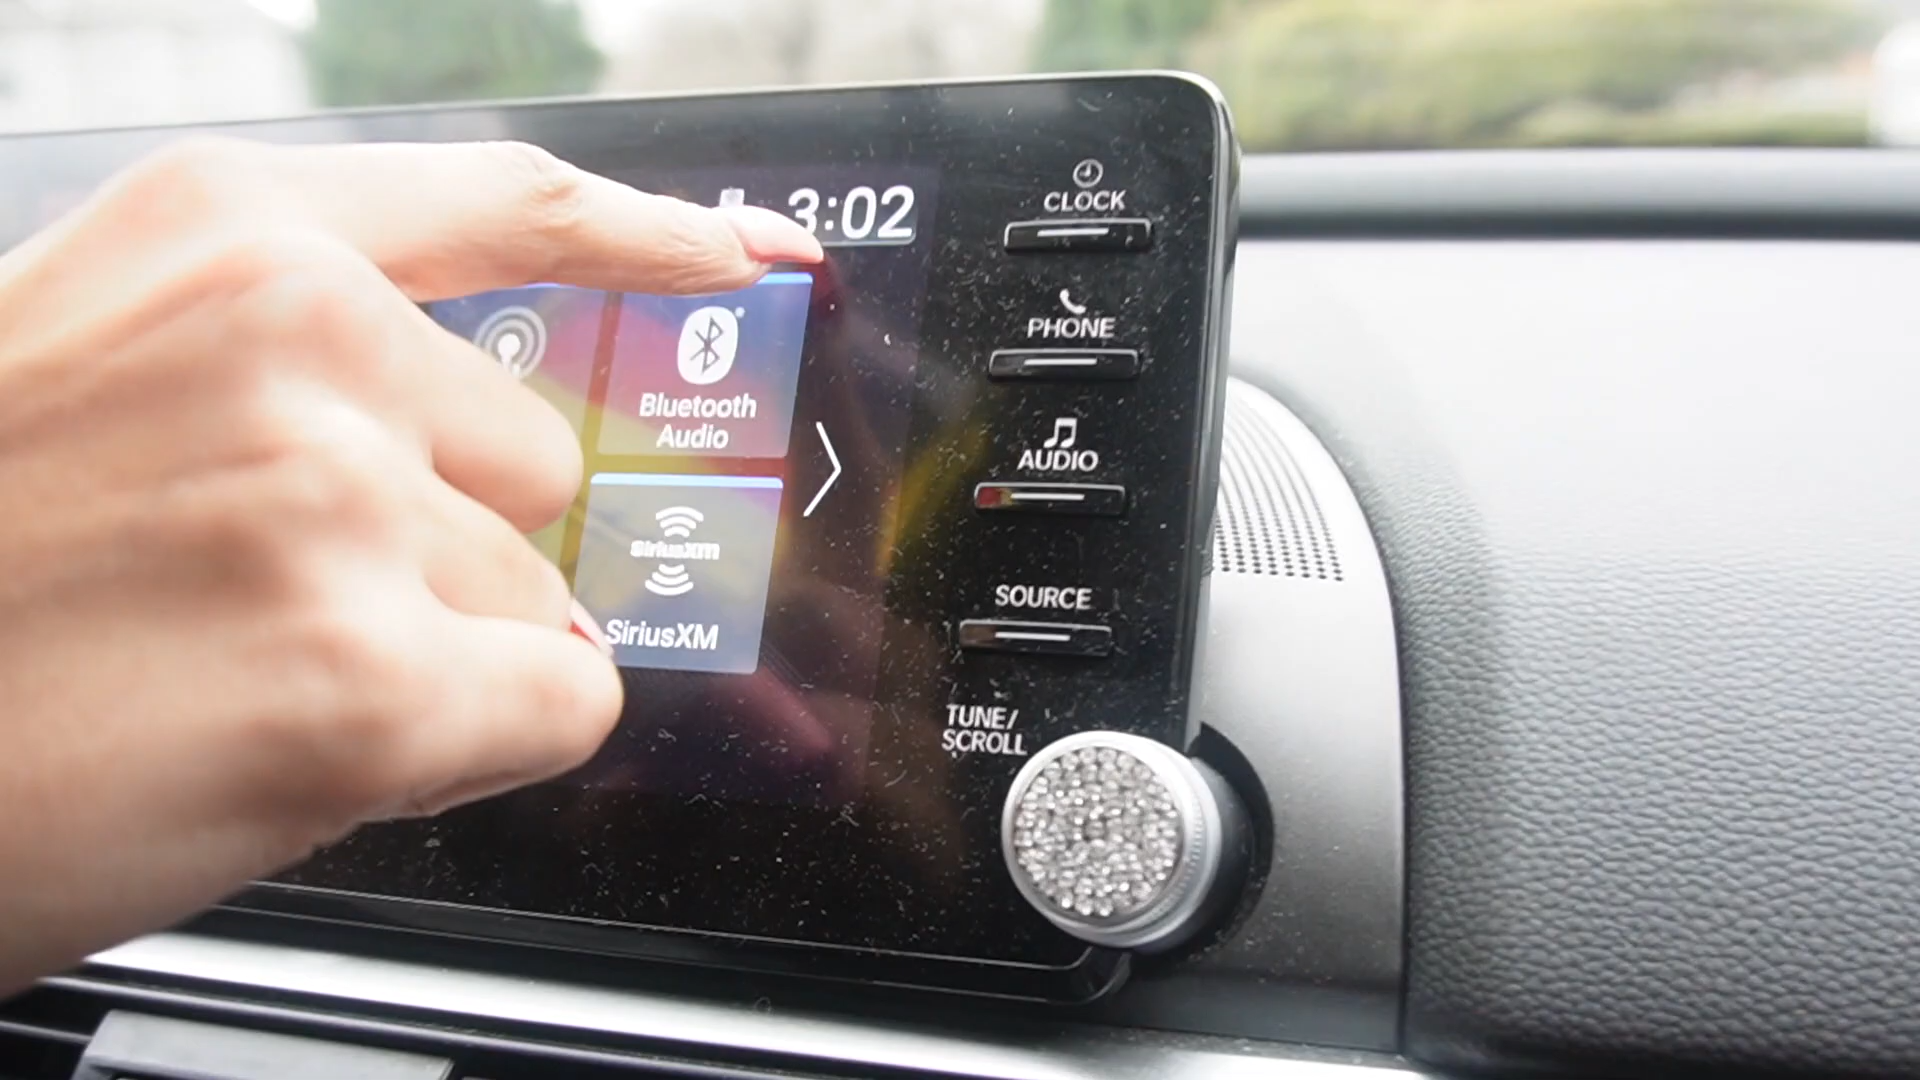 3:02
CLOCK
PHONE
Bluetooth
Audio
AUDIO
siriusxm
SiriusXM
SOURCE
TUNE/
SCROLL